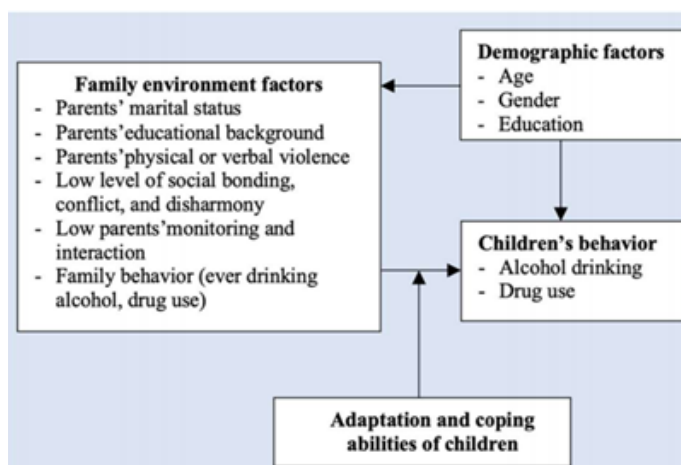 Demographic factors
- Age
- Gender
- Education
Family environment factors
- Parents' marital status
- Parents'educational background
- Parents'physical or verbal violence
- Low level of social bonding,
conflict, and disharmony
- Low parents'monitoring and
interaction
- Family behavior (ever drinking
alcohol, drug use)
Children's behavior
- Alcohol drinking
- Drug use
Adaptation and coping
abilities of children